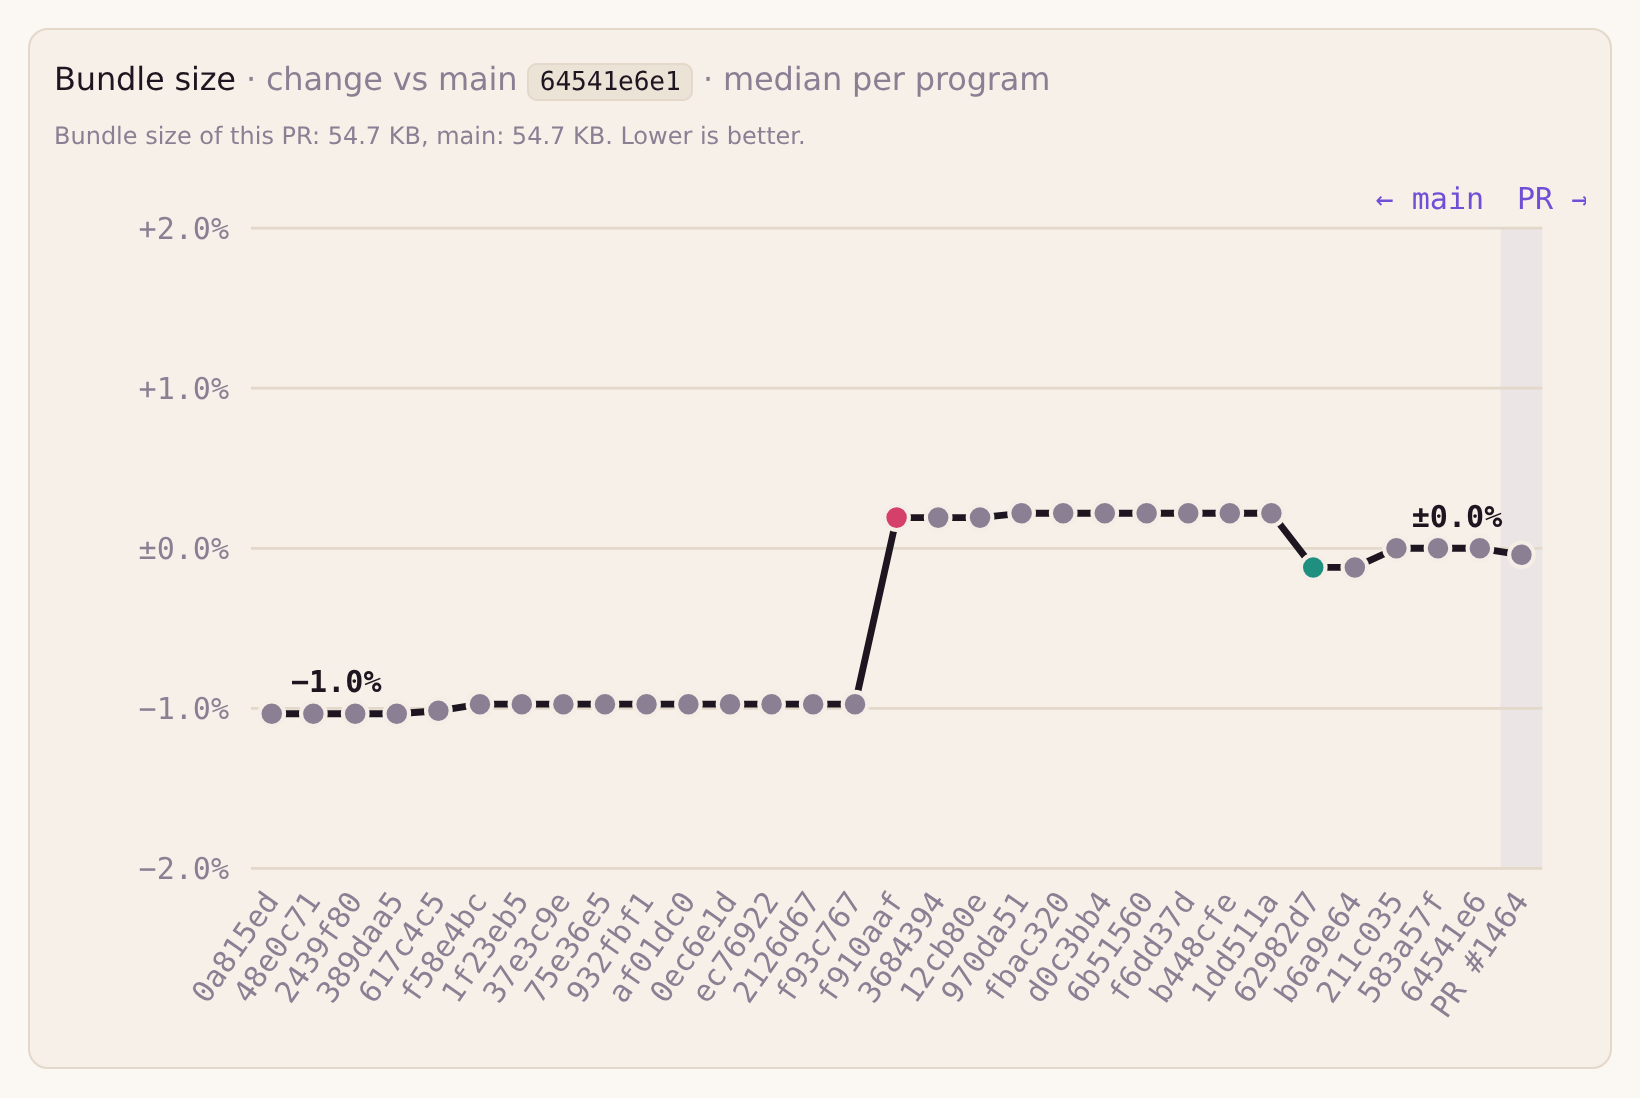 Bundle size · change vs main 64541e6e1 · median per program
Bundle size of this PR: 54.7 KB, main: 54.7 KB. Lower is better.
← main PR →
+2.0%
+1.0%
±0.0%
−1.0%
−2.0%
−1.0%
±0.0%
0a815ed
48e0c71
2439f80
389daa5
617c4c5
f58e4bc
1f23eb5
37e3c9e
75e36e5
932fbf1
af01dc0
0ec6e1d
ec76922
2126d67
f93c767
f910aaf
3684394
12cb80e
970da51
fbac320
d0c3bb4
6b51560
f6dd37d
b448cfe
1dd511a
62982d7
b6a9e64
211c035
583a57f
64541e6
PR #1464